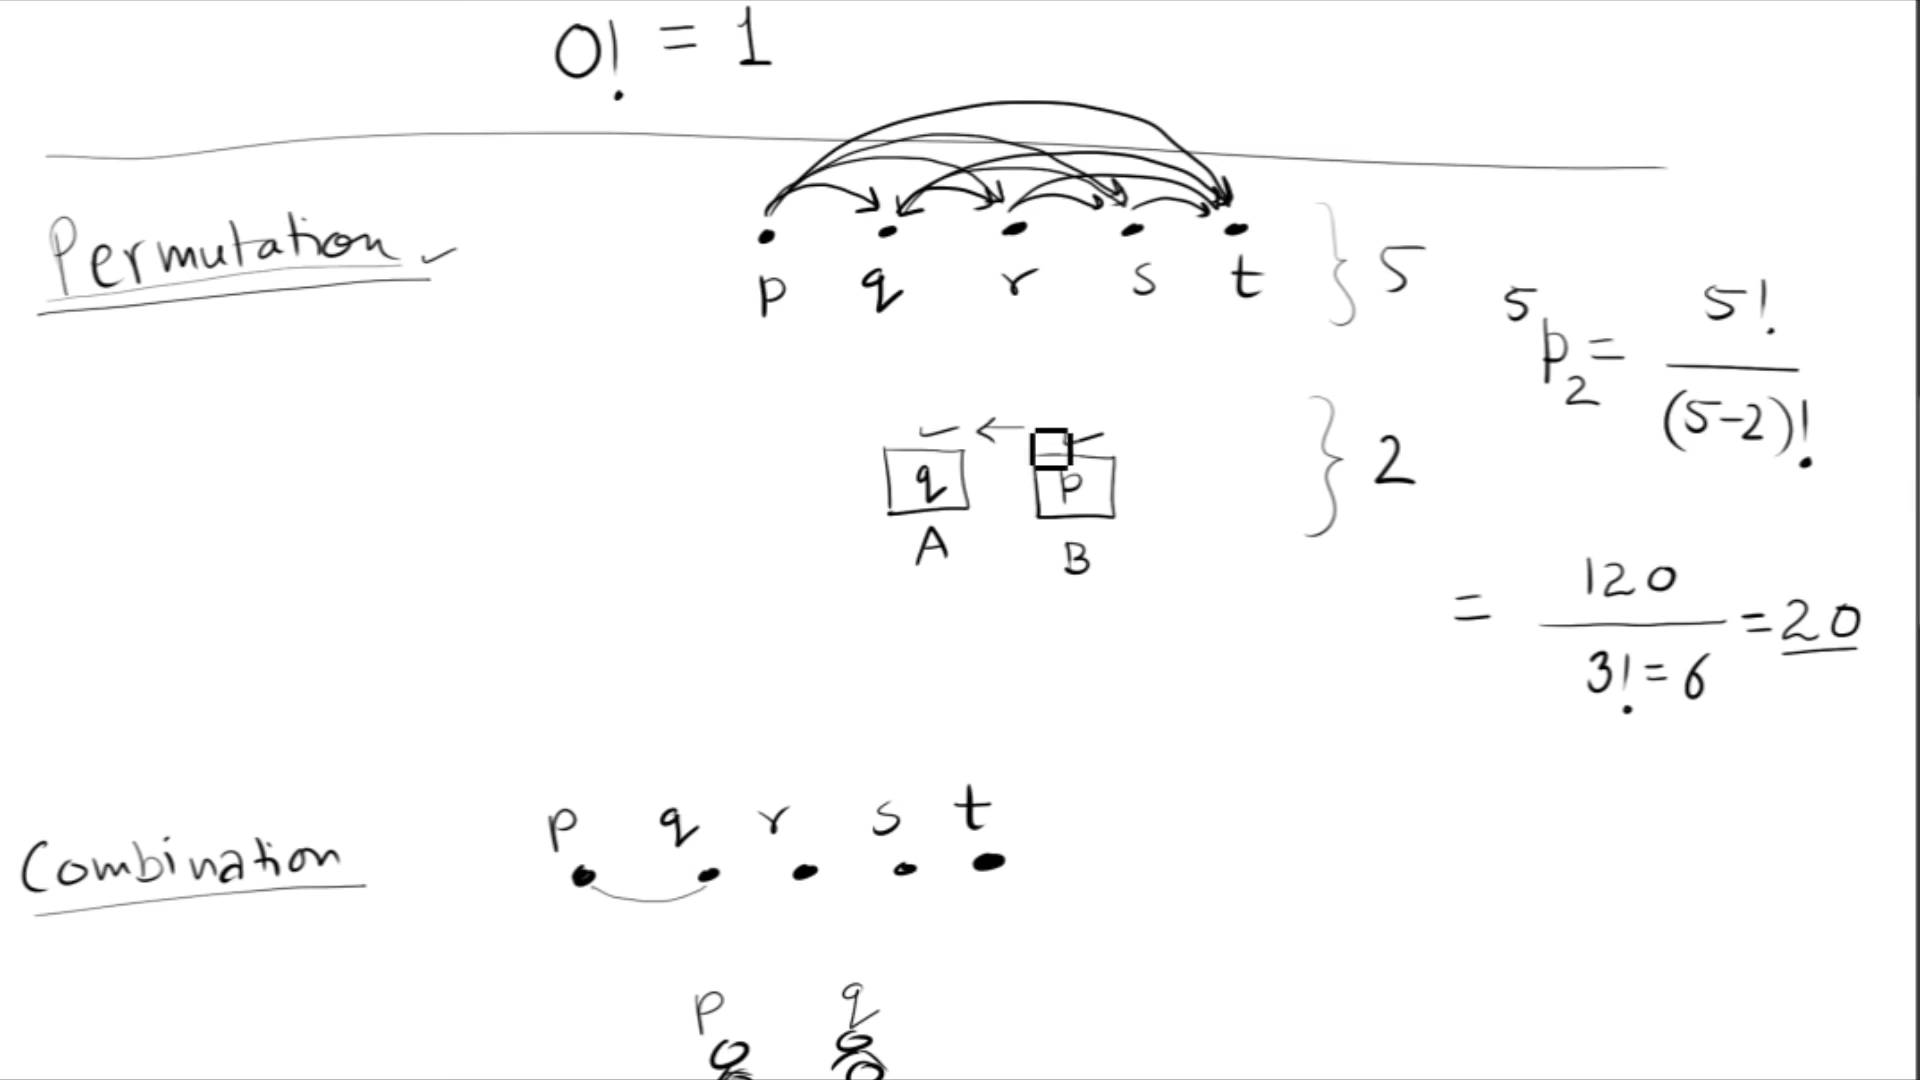 0! = 1
Permutation
p q r s t } 5
⁵P₂ = 5! / (5-2)!
q p } 2
A B
= 120 / 3! = 6 = 20
Combination
p q r s t
p q